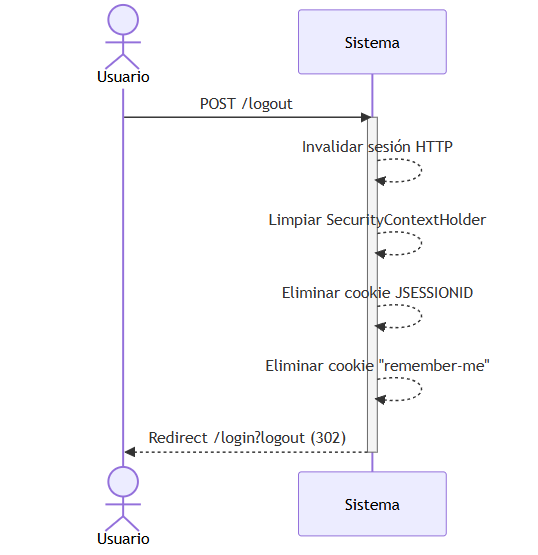 Sistema
Usuario
POST /logout
Invalidar sesión HTTP
Limpiar SecurityContextHolder
Eliminar cookie JSESSIONID
Eliminar cookie "remember-me"
Redirect /login?logout (302)
Sistema
Usuario